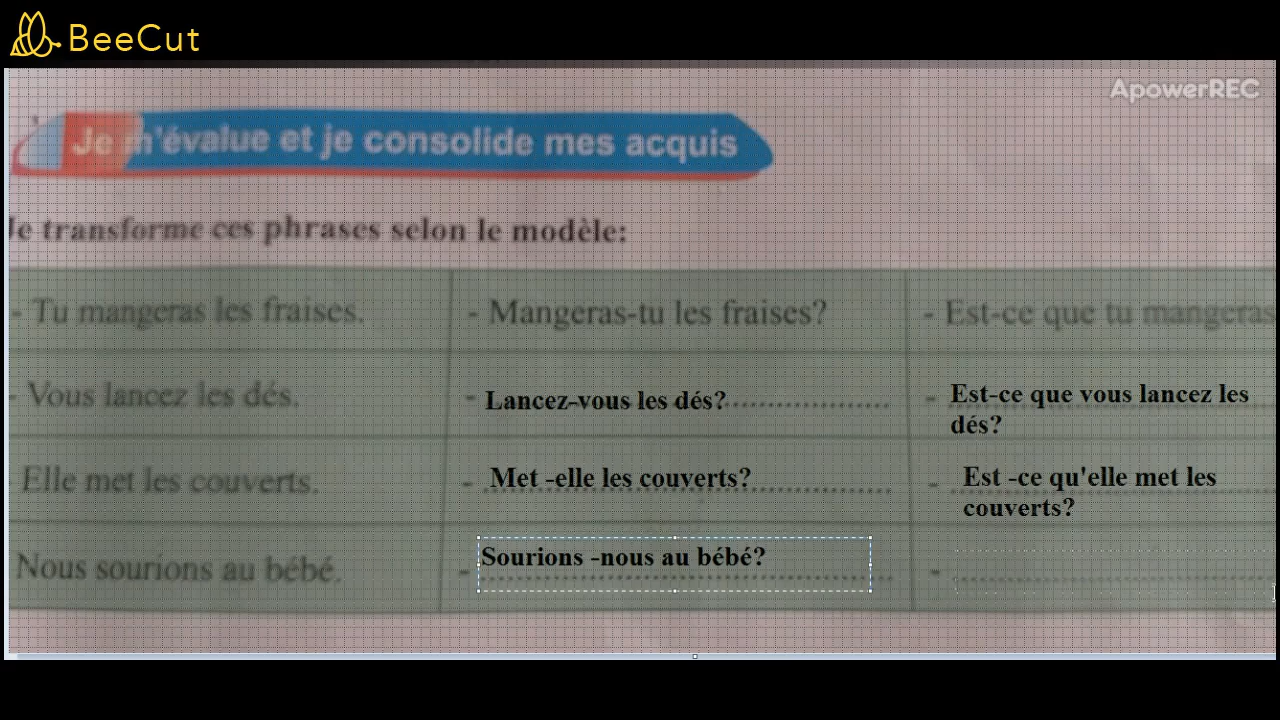 BeeCut
ApowerREC
Je m'évalue et je consolide mes acquis
Je transforme ces phrases selon le modèle:
- Tu mangeras les fraises.
- Mangeras-tu les fraises?
- Est-ce que tu mangeras
- Vous lancez les dés.
- Lancez-vous les dés?
- Est-ce que vous lancez les
dés?
- Elle met les couverts.
- Met -elle les couverts?
- Est -ce qu'elle met les
couverts?
Nous sourions au bébé.
- Sourions -nous au bébé?
-